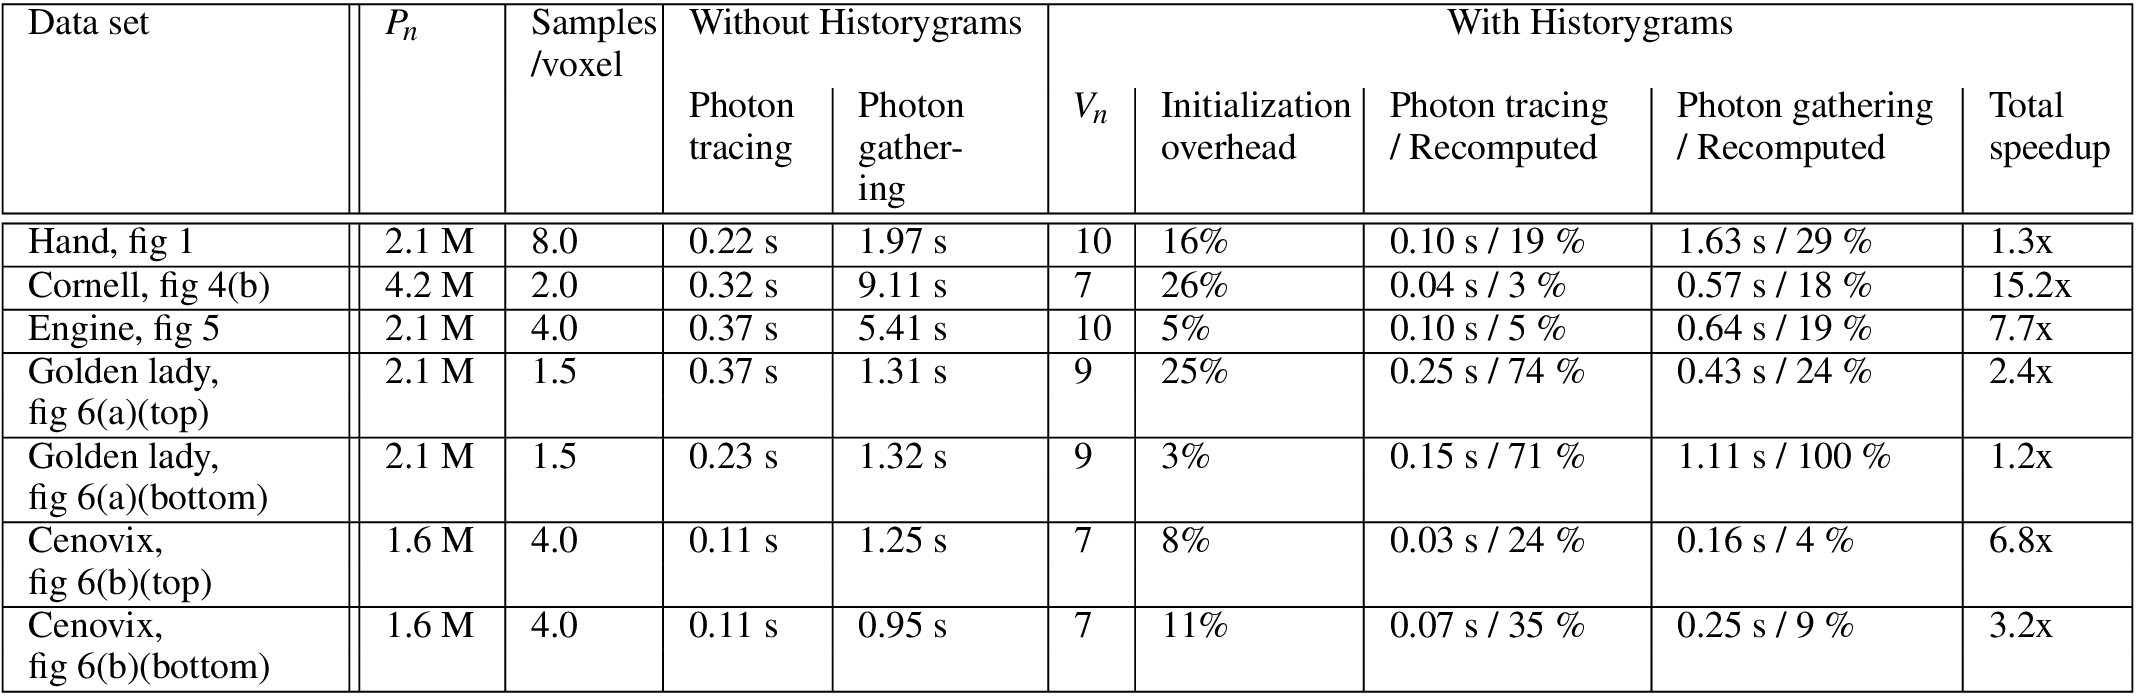 Data set P_n Samples Without Historygrams With Historygrams
/voxel
Photon Photon V_n Initialization Photon tracing Photon gathering Total
tracing gather- overhead / Recomputed / Recomputed speedup
ing
Hand, fig 1 2.1 M 8.0 0.22 s 1.97 s 10 16% 0.10 s / 19 % 1.63 s / 29 % 1.3x
Cornell, fig 4(b) 4.2 M 2.0 0.32 s 9.11 s 7 26% 0.04 s / 3 % 0.57 s / 18 % 15.2x
Engine, fig 5 2.1 M 4.0 0.37 s 5.41 s 10 5% 0.10 s / 5 % 0.64 s / 19 % 7.7x
Golden lady, 2.1 M 1.5 0.37 s 1.31 s 9 25% 0.25 s / 74 % 0.43 s / 24 % 2.4x
fig 6(a)(top)
Golden lady, 2.1 M 1.5 0.23 s 1.32 s 9 3% 0.15 s / 71 % 1.11 s / 100 % 1.2x
fig 6(a)(bottom)
Cenovix, 1.6 M 4.0 0.11 s 1.25 s 7 8% 0.03 s / 24 % 0.16 s / 4 % 6.8x
fig 6(b)(top)
Cenovix, 1.6 M 4.0 0.11 s 0.95 s 7 11% 0.07 s / 35 % 0.25 s / 9 % 3.2x
fig 6(b)(bottom)